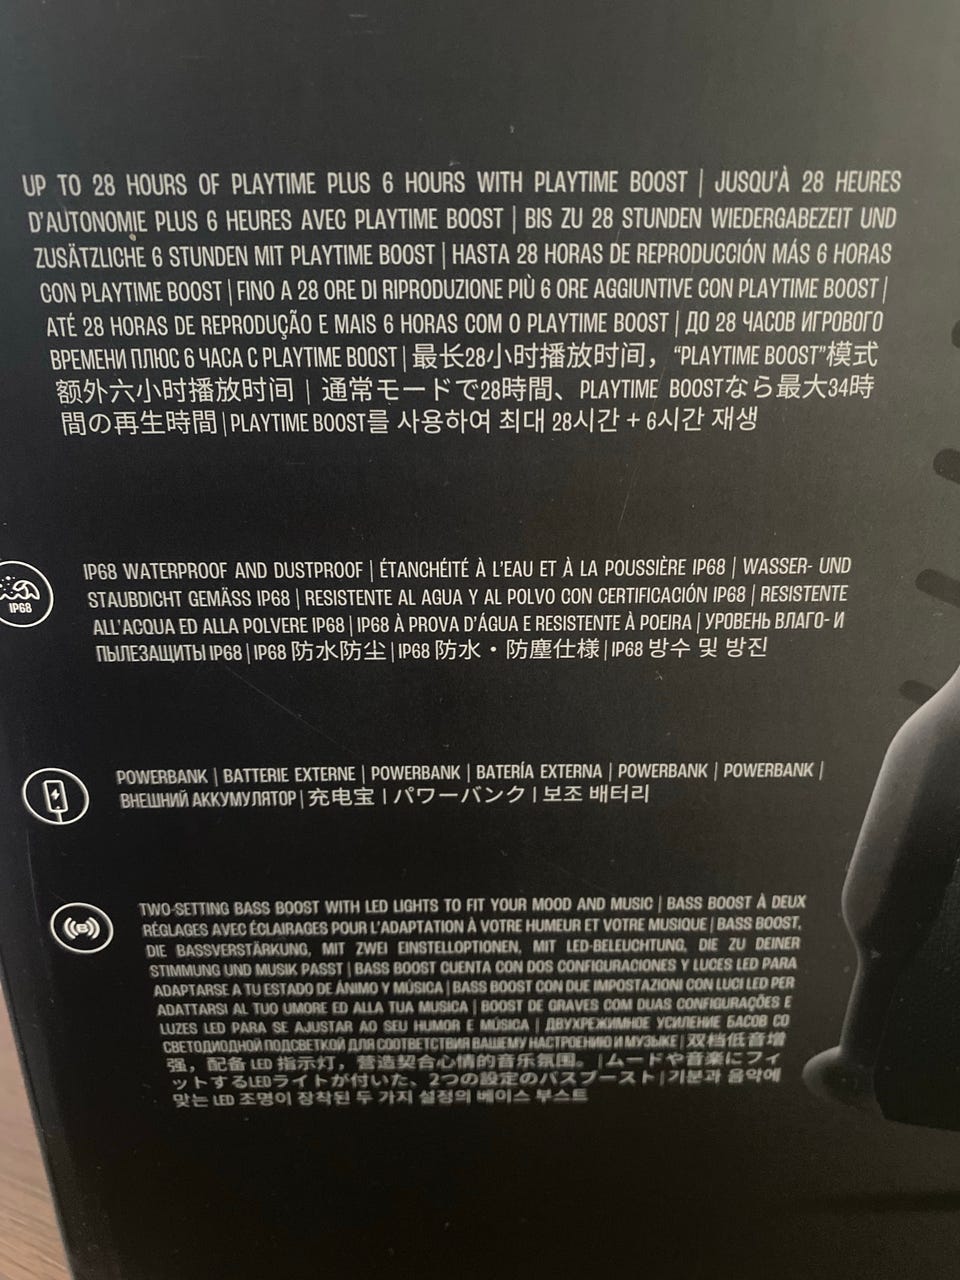 UP TO 28 HOURS OF PLAYTIME PLUS 6 HOURS WITH PLAYTIME BOOST | JUSQU'À 28 HEURES
D'AUTONOMIE PLUS 6 HEURES AVEC PLAYTIME BOOST | BIS ZU 28 STUNDEN WIEDERGABEZEIT UND
ZUSÄTZLICHE 6 STUNDEN MIT PLAYTIME BOOST | HASTA 28 HORAS DE REPRODUCCIÓN MÁS 6 HORAS
CON PLAYTIME BOOST | FINO A 28 ORE DI RIPRODUZIONE PIÙ 6 ORE AGGIUNTIVE CON PLAYTIME BOOST |
ATÉ 28 HORAS DE REPRODUÇÃO E MAIS 6 HORAS COM O PLAYTIME BOOST | ДО 28 ЧАСОВ ИГРОВОГО
ВРЕМЕНИ ПЛЮС 6 ЧАСА С PLAYTIME BOOST | 最长28小时播放时间，“PLAYTIME BOOST”模式
额外六小时播放时间 | 通常モードで28時間、PLAYTIME BOOSTなら最大34時
間の再生時間 | PLAYTIME BOOST를 사용하여 최대 28시간 + 6시간 재생
IP68
IP68 WATERPROOF AND DUSTPROOF | ÉTANCHÉITÉ À L'EAU ET À LA POUSSIÈRE IP68 | WASSER- UND
STAUBDICHT GEMÄSS IP68 | RESISTENTE AL AGUA Y AL POLVO CON CERTIFICACIÓN IP68 | RESISTENTE
ALL'ACQUA ED ALLA POLVERE IP68 | IP68 À PROVA D'ÁGUA E RESISTENTE À POEIRA | УРОВЕНЬ ВЛАГО- И
ПЫЛЕЗАЩИТЫ IP68 | IP68 防水防尘 | IP68 防水・防塵仕様 | IP68 방수 및 방진
POWERBANK | BATTERIE EXTERNE | POWERBANK | BATERÍA EXTERNA | POWERBANK | POWERBANK |
ВНЕШНИЙ АККУМУЛЯТОР | 充电宝 | パワーバンク | 보조 배터리
B
TWO-SETTING BASS BOOST WITH LED LIGHTS TO FIT YOUR MOOD AND MUSIC | BASS BOOST À DEUX
RÉGLAGES AVEC ÉCLAIRAGES POUR L'ADAPTATION À VOTRE HUMEUR ET VOTRE MUSIQUE | BASS BOOST,
DIE BASSVERSTÄRKUNG, MIT ZWEI EINSTELLOPTIONEN, MIT LED-BELEUCHTUNG, DIE ZU DEINER
STIMMUNG UND MUSIK PASST | BASS BOOST CUENTA CON DOS CONFIGURACIONES Y LUCES LED PARA
ADAPTARSE A TU ESTADO DE ÁNIMO Y MÚSICA | BASS BOOST CON DUE IMPOSTAZIONI CON LUCI LED PER
ADATTARSI AL TUO UMORE ED ALLA TUA MUSICA | BOOST DE GRAVES COM DUAS CONFIGURAÇÕES E
LUZES LED PARA SE AJUSTAR AO SEU HUMOR E MÚSICA | ДВУХРЕЖИМНОЕ УСИЛЕНИЕ БАСОВ СО
СВЕТОДИОДНОЙ ПОДСВЕТКОЙ ДЛЯ СООТВЕТСТВИЯ ВАШЕМУ НАСТРОЕНИЮ И МУЗЫКЕ | 双档低音增
强，配备 LED 指示灯，营造契合心情的音乐氛围。 | ムードや音楽にフィ
ットするLEDライトが付いた、2つの設定のバスブースト | 기분과 음악에
맞는 LED 조명이 장착된 두 가지 설정의 베이스 부스트